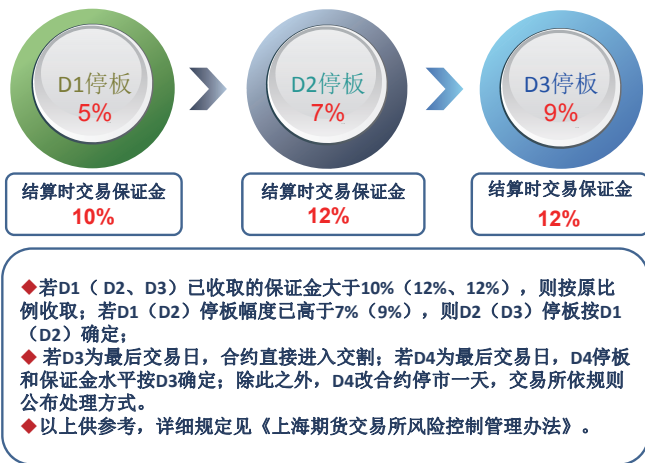 D1停板
5%
D2停板
7%
D3停板
9%
结算时交易保证金
10%
结算时交易保证金
12%
结算时交易保证金
12%
◆若D1（D2、D3）已收取的保证金大于10%（12%、12%），则按原比
例收取；若D1（D2）停板幅度已高于7%（9%），则D2（D3）停板按D1
（D2）确定；
◆ 若D3为最后交易日，合约直接进入交割；若D4为最后交易日，D4停板
和保证金水平按D3确定；除此之外，D4改合约停市一天，交易所依规则
公布处理方式。
◆以上供参考，详细规定见《上海期货交易所风险控制管理办法》。